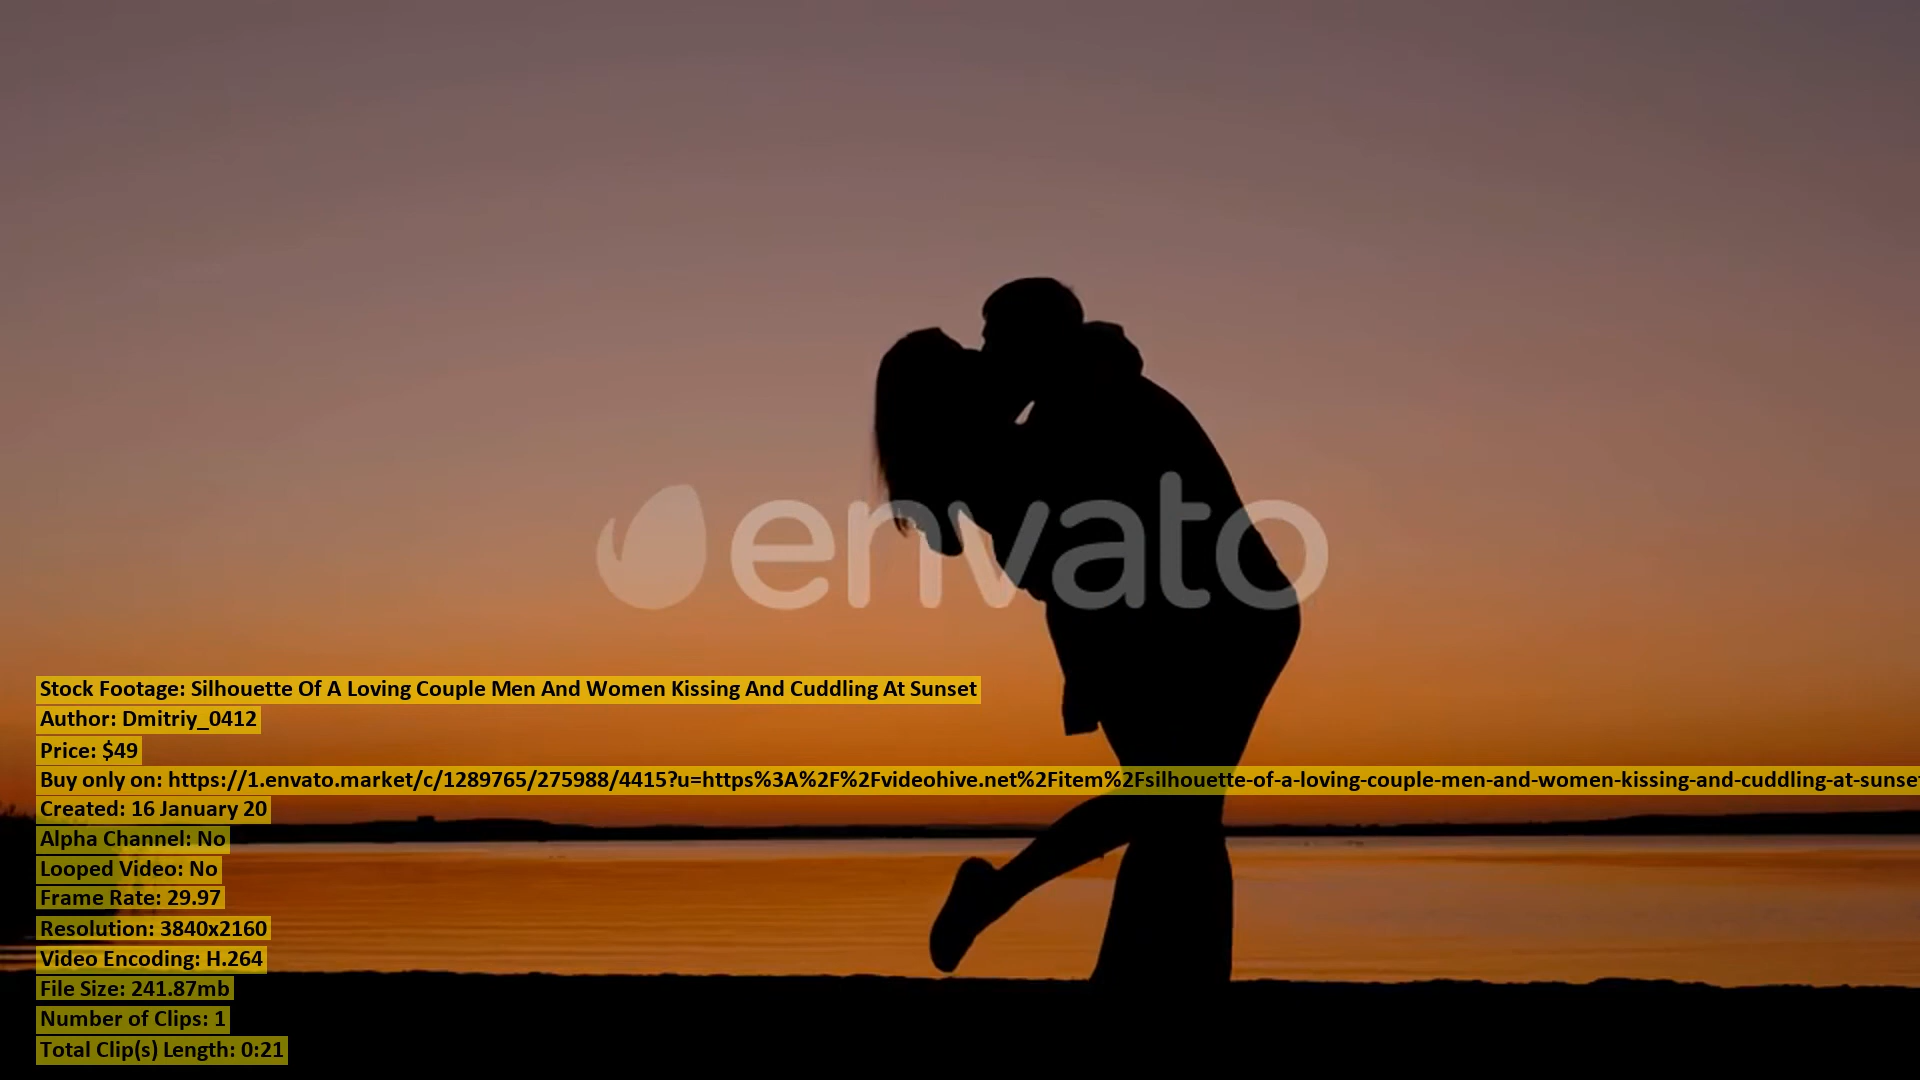 envato
Stock Footage: Silhouette Of A Loving Couple Men And Women Kissing And Cuddling At Sunset
Author: Dmitriy_0412
Price: $49
Buy only on: https://1.envato.market/c/1289765/275988/4415?u=https%3A%2F%2Fvideohive.net%2Fitem%2Fsilhouette-of-a-loving-couple-men-and-women-kissing-and-cuddling-at-sunset
Created: 16 January 20
Alpha Channel: No
Looped Video: No
Frame Rate: 29.97
Resolution: 3840x2160
Video Encoding: H.264
File Size: 241.87mb
Number of Clips: 1
Total Clip(s) Length: 0:21